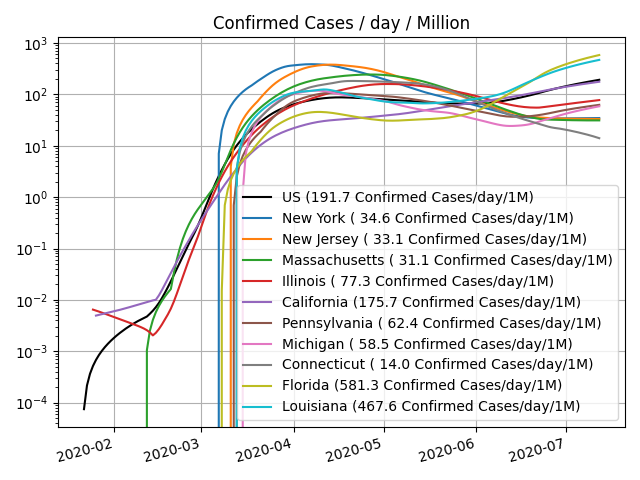 Confirmed Cases / day / Million
10³
10²
10¹
10⁰
10⁻¹
10⁻²
10⁻³
10⁻⁴
US (191.7 Confirmed Cases/day/1M)
New York ( 34.6 Confirmed Cases/day/1M)
New Jersey ( 33.1 Confirmed Cases/day/1M)
Massachusetts ( 31.1 Confirmed Cases/day/1M)
Illinois ( 77.3 Confirmed Cases/day/1M)
California (175.7 Confirmed Cases/day/1M)
Pennsylvania ( 62.4 Confirmed Cases/day/1M)
Michigan ( 58.5 Confirmed Cases/day/1M)
Connecticut ( 14.0 Confirmed Cases/day/1M)
Florida (581.3 Confirmed Cases/day/1M)
Louisiana (467.6 Confirmed Cases/day/1M)
2020-02 2020-03 2020-04 2020-05 2020-06 2020-07